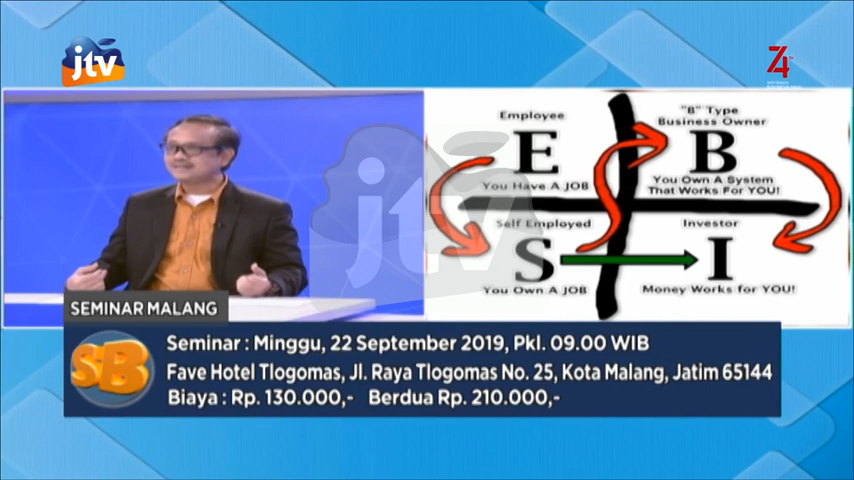 jtv
Z4
Employee
E
You Have A JOB
"B" Type
Business Owner
B
You Own A System
That Works For YOU!
Self Employed
S
You Own A JOB
Investor
I
Money Works for YOU!
jtv
SEMINAR MALANG
SB
Seminar : Minggu, 22 September 2019, Pkl. 09.00 WIB
Fave Hotel Tlogomas, Jl. Raya Tlogomas No. 25, Kota Malang, Jatim 65144
Biaya : Rp. 130.000,- Berdua Rp. 210.000,-